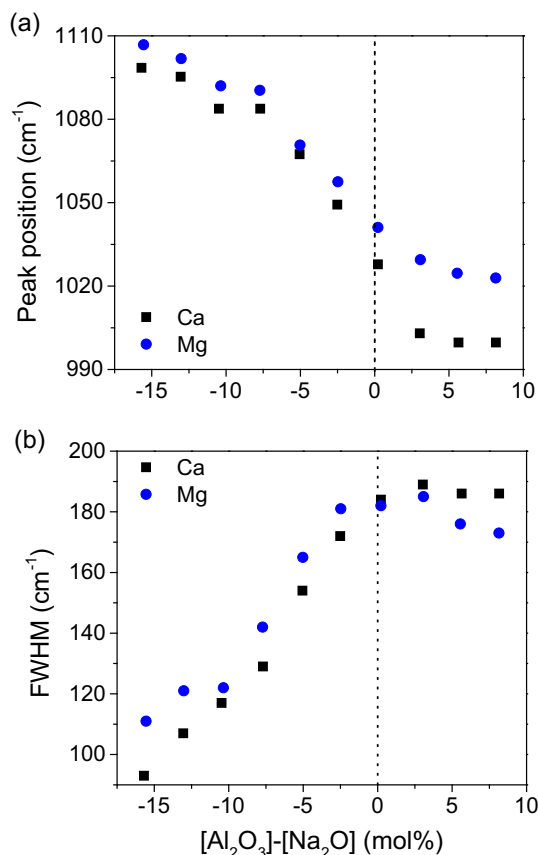 (a)
1110
1080
1050
1020
990
Peak position (cm⁻¹)
Ca
Mg
-15 -10 -5 0 5 10
(b)
200
180
160
140
120
100
FWHM (cm⁻¹)
Ca
Mg
-15 -10 -5 0 5 10
[Al₂O₃]-[Na₂O] (mol%)